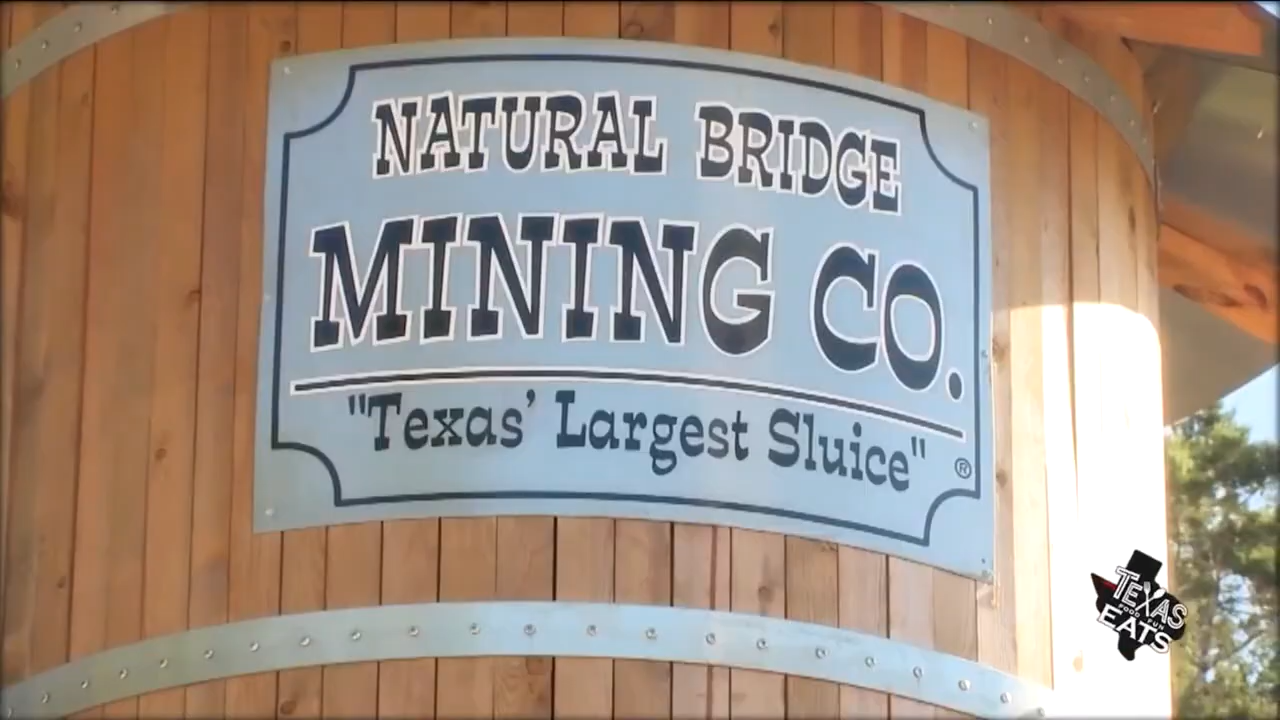 NATURAL BRIDGE
MINING CO.
"Texas' Largest Sluice"
®
TEXAS
FOOD FUN
EATS